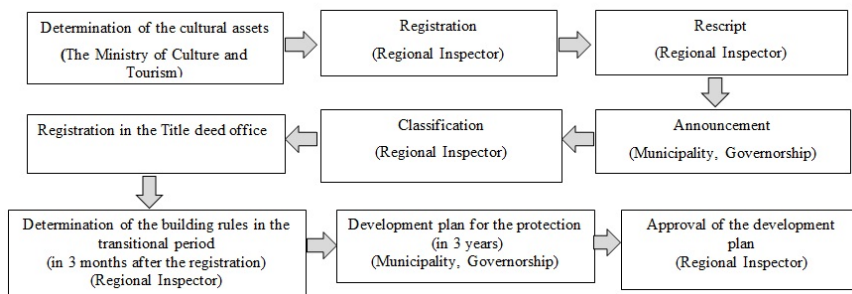 Determination of the cultural assets
(The Ministry of Culture and
Tourism)
Registration
(Regional Inspector)
Rescript
(Regional Inspector)
Announcement
(Municipality, Governorship)
Classification
(Regional Inspector)
Registration in the Title deed office
Determination of the building rules in the
transitional period
(in 3 months after the registration)
(Regional Inspector)
Development plan for the protection
(in 3 years)
(Municipality, Governorship)
Approval of the development
plan
(Regional Inspector)